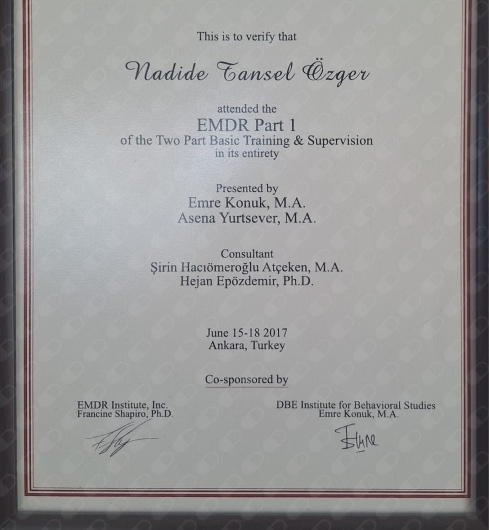 This is to verify that
Nadide Tansel Özger
attended the
EMDR Part 1
of the Two Part Basic Training & Supervision
in its entirety
Presented by
Emre Konuk, M.A.
Asena Yurtsever, M.A.
Consultant
Şirin Hacıömeroğlu Atçeken, M.A.
Hejan Epözdemir, Ph.D.
June 15-18 2017
Ankara, Turkey
Co-sponsored by
EMDR Institute, Inc.
Francine Shapiro, Ph.D.
DBE Institute for Behavioral Studies
Emre Konuk, M.A.